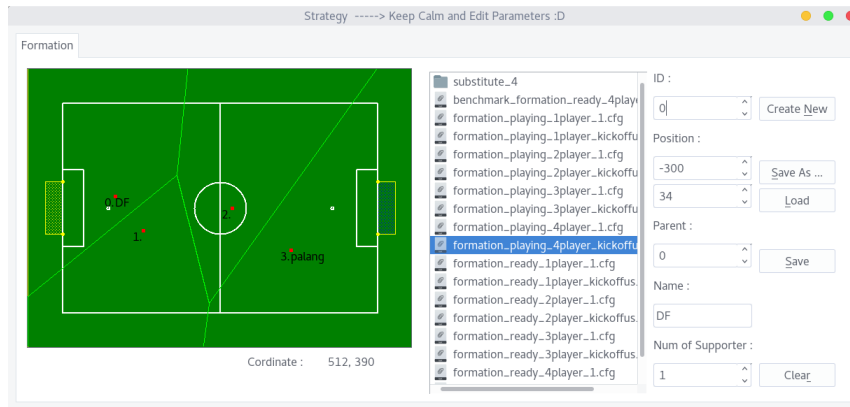 Strategy -----> Keep Calm and Edit Parameters :D
Formation
0.DF
1.
2.
3.palang
Cordinate : 512, 390
substitute_4
benchmark_formation_ready_4playe
formation_playing_1player_1.cfg
formation_playing_1player_kickoffu
formation_playing_2player_1.cfg
formation_playing_2player_kickoffu
formation_playing_3player_1.cfg
formation_playing_3player_kickoffu
formation_playing_4player_1.cfg
formation_playing_4player_kickoffu
formation_ready_1player_1.cfg
formation_ready_1player_kickoffus.
formation_ready_2player_1.cfg
formation_ready_2player_kickoffus.
formation_ready_3player_1.cfg
formation_ready_3player_kickoffus.
formation_ready_4player_1.cfg
ID :
0
Create New
Position :
-300
Save As ...
34
Load
Parent :
0
Save
Name :
DF
Num of Supporter :
1
Clear